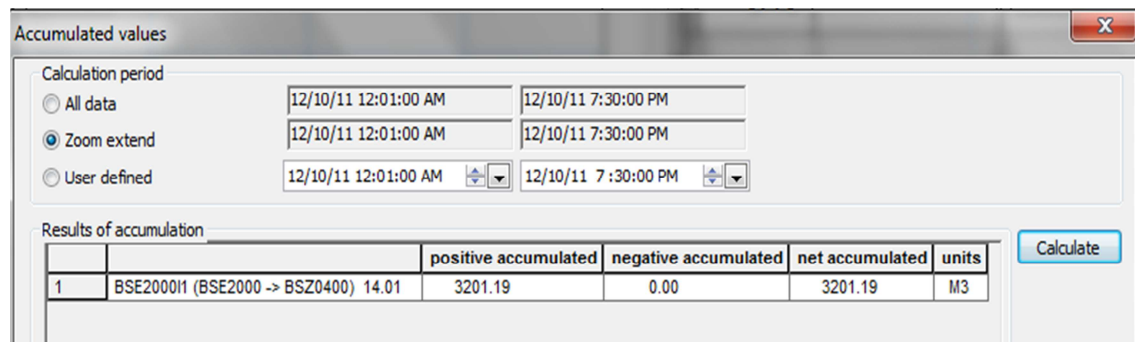 Accumulated values
X
Calculation period
All data 12/10/11 12:01:00 AM 12/10/11 7:30:00 PM
Zoom extend 12/10/11 12:01:00 AM 12/10/11 7:30:00 PM
User defined 12/10/11 12:01:00 AM 12/10/11 7:30:00 PM
Results of accumulation
Calculate
positive accumulated negative accumulated net accumulated units
1 BSE2000I1 (BSE2000 -> BSZ0400) 14.01 3201.19 0.00 3201.19 M3